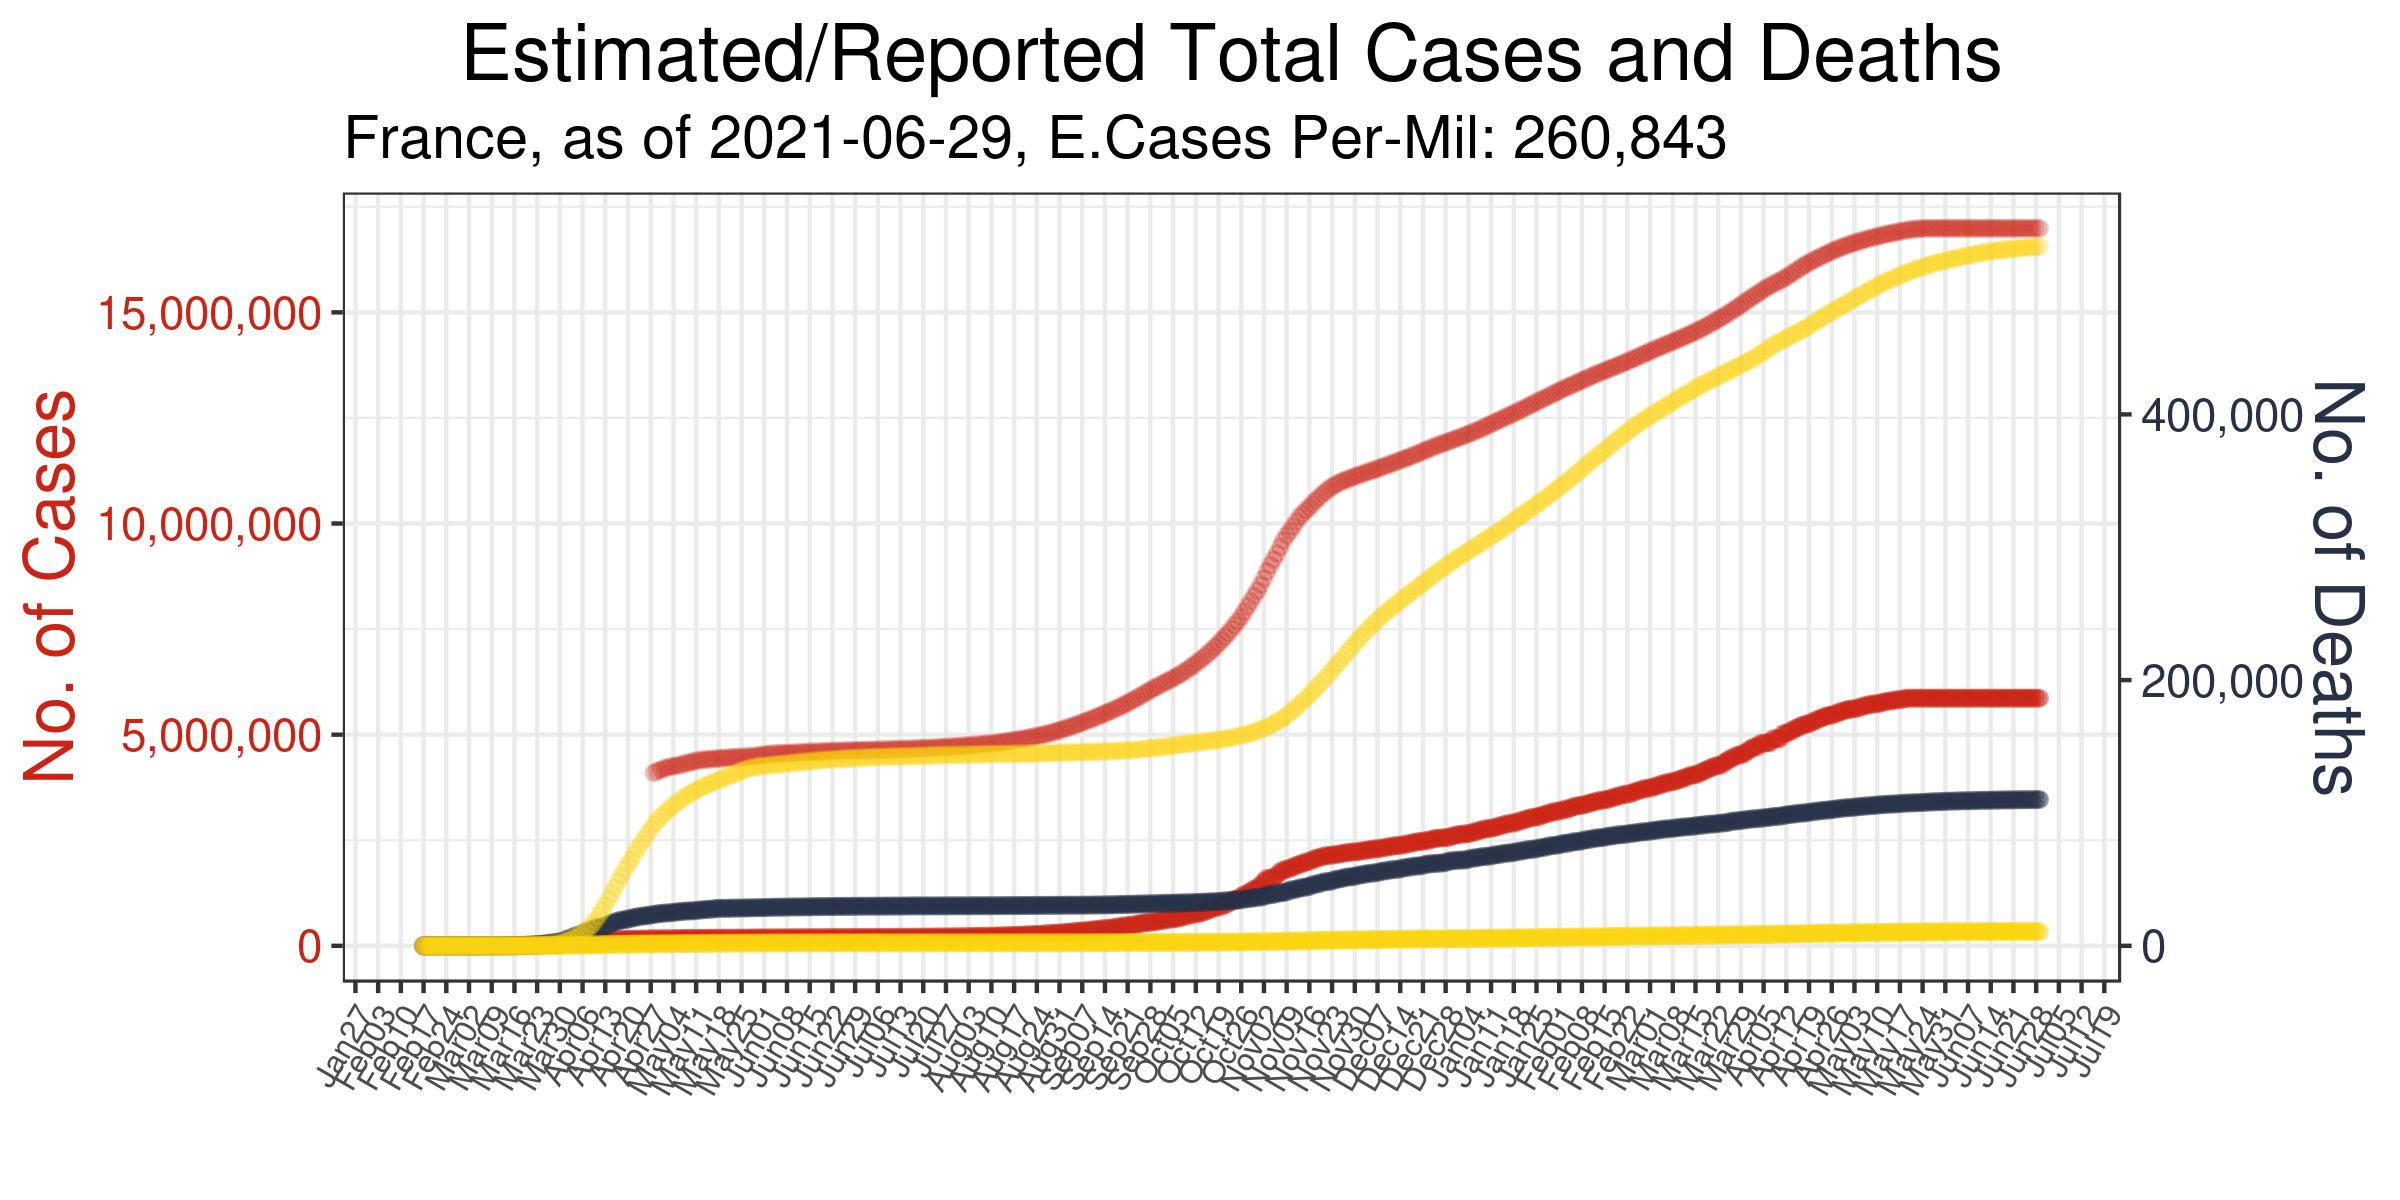 Estimated/Reported Total Cases and Deaths
France, as of 2021-06-29, E.Cases Per-Mil: 260,843
No. of Cases
15,000,000
10,000,000
5,000,000
0
400,000
200,000
0
No. of Deaths
Jan27
Feb03
Feb10
Feb17
Feb24
Mar02
Mar09
Mar16
Mar23
Mar30
Apr06
Apr13
Apr20
Apr27
May04
May11
May18
May25
Jun01
Jun08
Jun15
Jun22
Jun29
Jul06
Jul13
Jul20
Jul27
Aug03
Aug10
Aug17
Aug24
Aug31
Sep07
Sep14
Sep21
Sep28
Oct05
Oct12
Oct19
Oct26
Nov02
Nov09
Nov16
Nov23
Nov30
Dec07
Dec14
Dec21
Dec28
Jan04
Jan11
Jan18
Jan25
Feb01
Feb08
Feb15
Feb22
Mar01
Mar08
Mar15
Mar22
Mar29
Apr05
Apr12
Apr19
Apr26
May03
May10
May17
May24
May31
Jun07
Jun14
Jun21
Jun28
Jul05
Jul12
Jul19